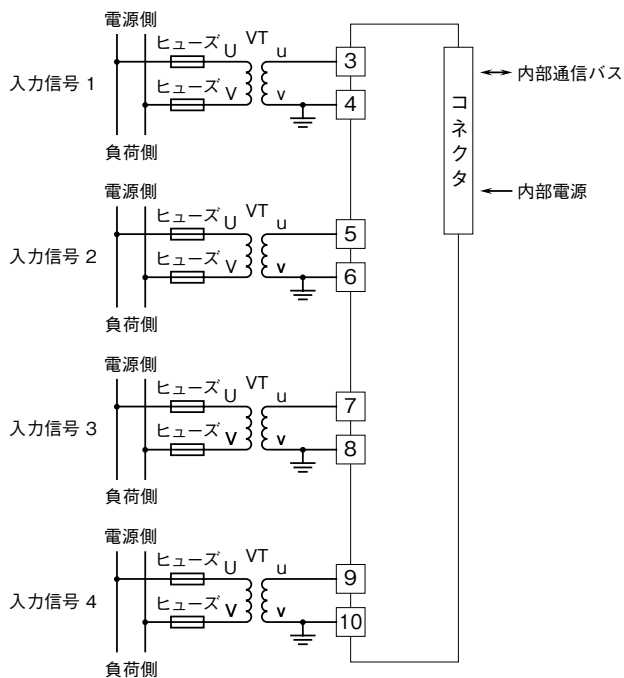 電源側
ヒューズ U VT u 3
入力信号 1
ヒューズ V v 4
負荷側
コネクタ
内部通信バス
内部電源
電源側
ヒューズ U VT u 5
入力信号 2
ヒューズ V v 6
負荷側
電源側
ヒューズ U VT u 7
入力信号 3
ヒューズ V v 8
負荷側
電源側
ヒューズ U VT u 9
入力信号 4
ヒューズ V v 10
負荷側